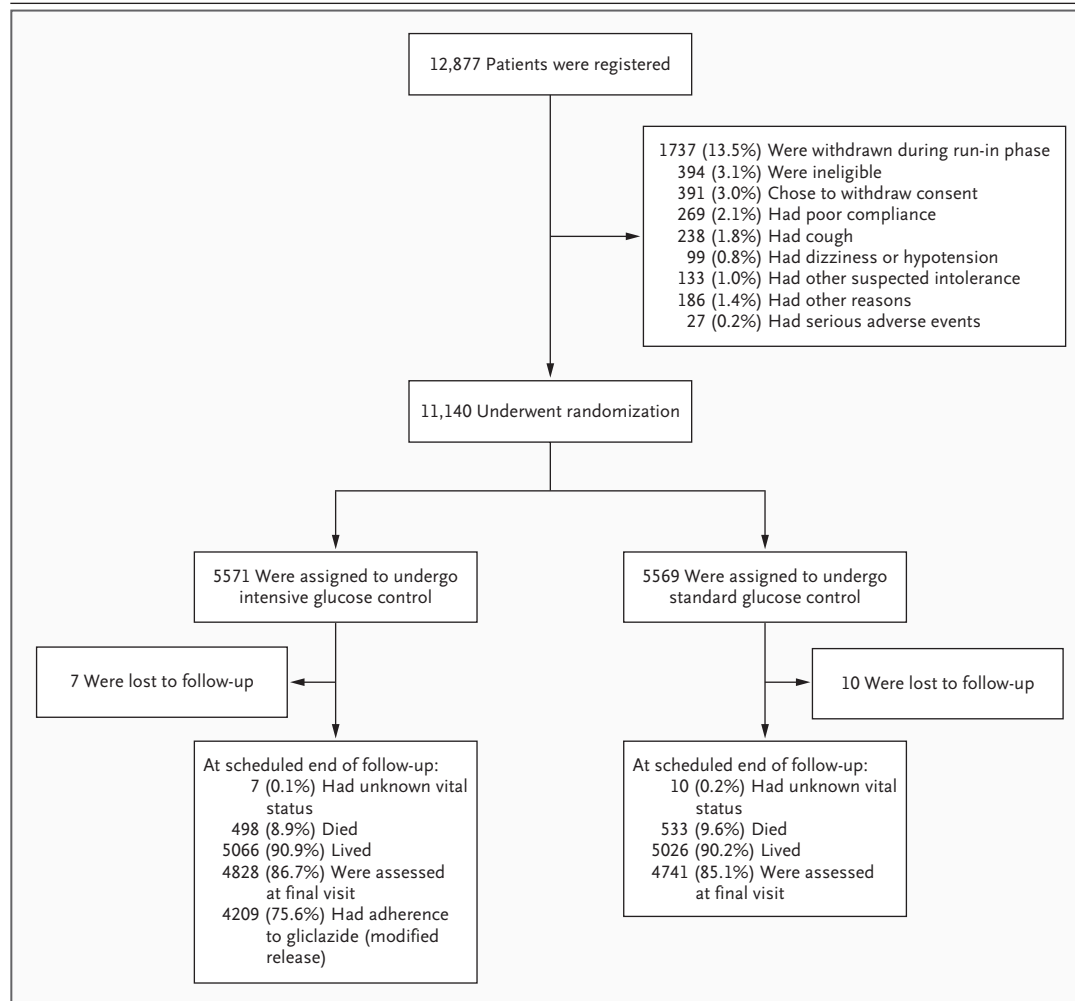 12,877 Patients were registered
1737 (13.5%) Were withdrawn during run-in phase
394 (3.1%) Were ineligible
391 (3.0%) Chose to withdraw consent
269 (2.1%) Had poor compliance
238 (1.8%) Had cough
99 (0.8%) Had dizziness or hypotension
133 (1.0%) Had other suspected intolerance
186 (1.4%) Had other reasons
27 (0.2%) Had serious adverse events
11,140 Underwent randomization
5571 Were assigned to undergo
intensive glucose control
5569 Were assigned to undergo
standard glucose control
7 Were lost to follow-up
10 Were lost to follow-up
At scheduled end of follow-up:
7 (0.1%) Had unknown vital
status
498 (8.9%) Died
5066 (90.9%) Lived
4828 (86.7%) Were assessed
at final visit
4209 (75.6%) Had adherence
to gliclazide (modified
release)
At scheduled end of follow-up:
10 (0.2%) Had unknown vital
status
533 (9.6%) Died
5026 (90.2%) Lived
4741 (85.1%) Were assessed
at final visit